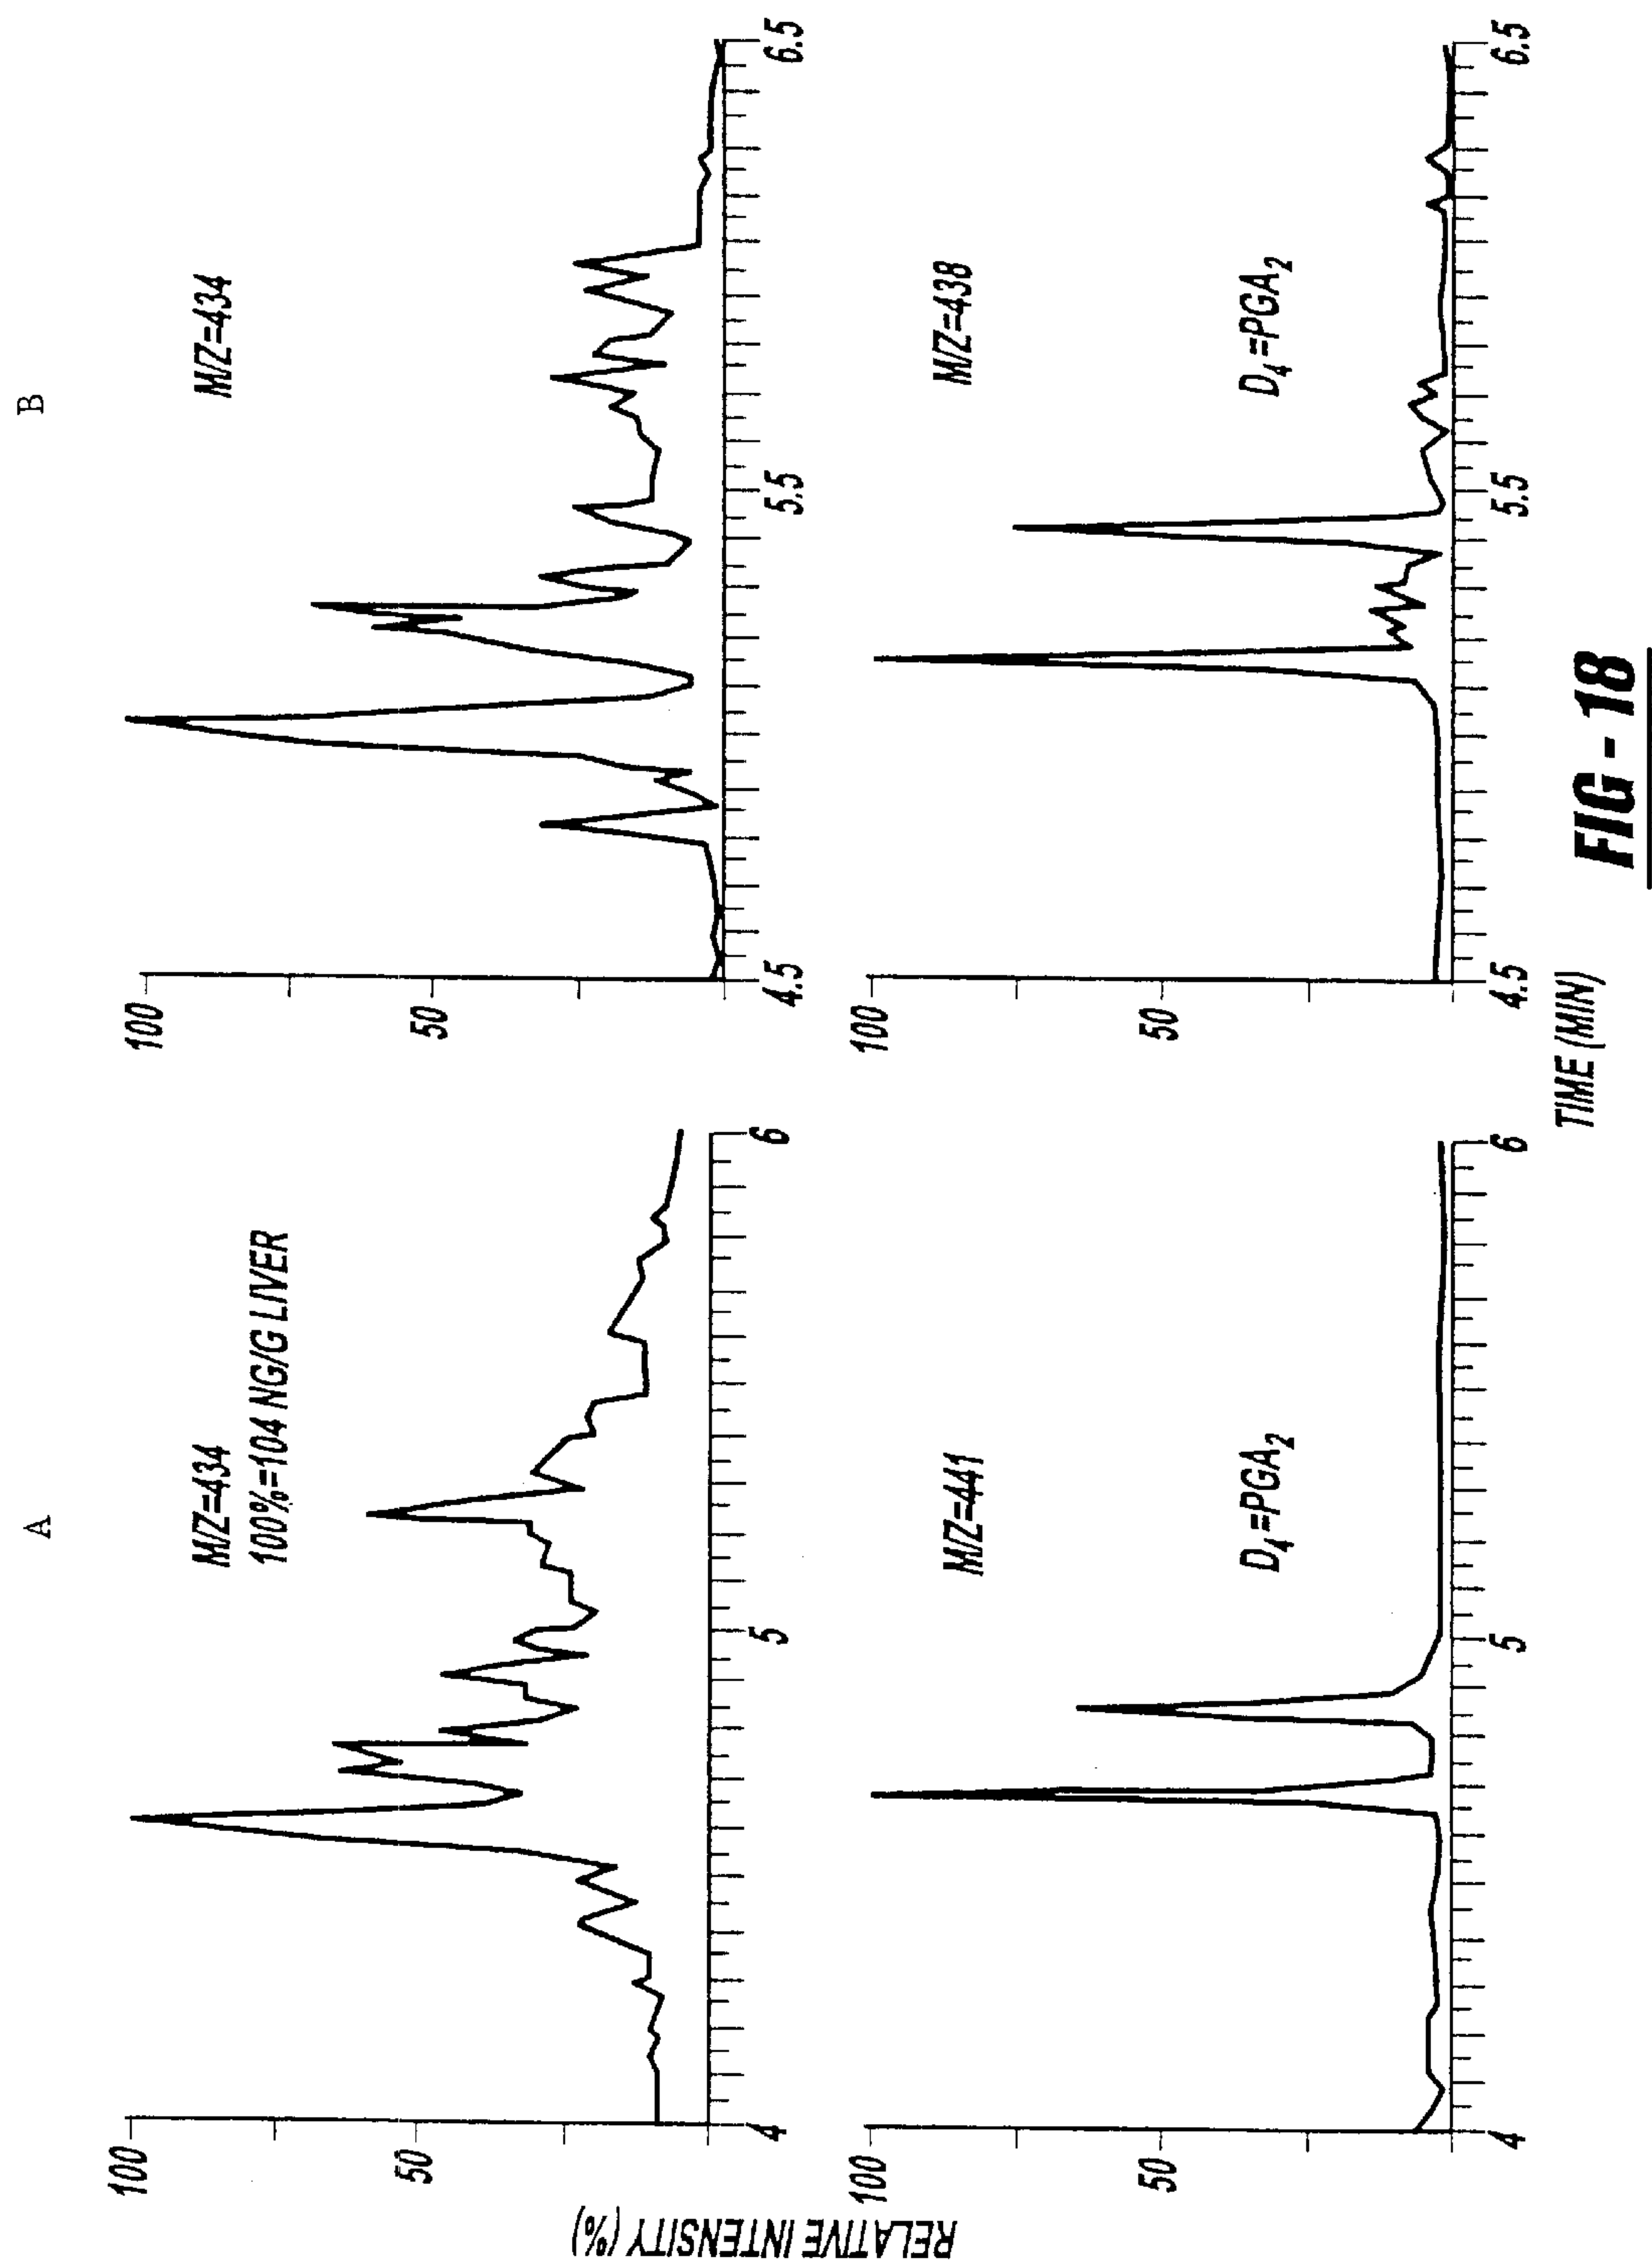 A
M/Z=434
100%=104 NG/G LIVER
100
50
4
5
6
M/Z=441
D4=PGA2
100
50
4
5
6
RELATIVE INTENSITY (%)
B
M/Z=434
100
50
4.5
5.5
6.5
M/Z=438
D4=PGA2
100
50
4.5
5.5
6.5
TIME (MIN)
FIG - 18